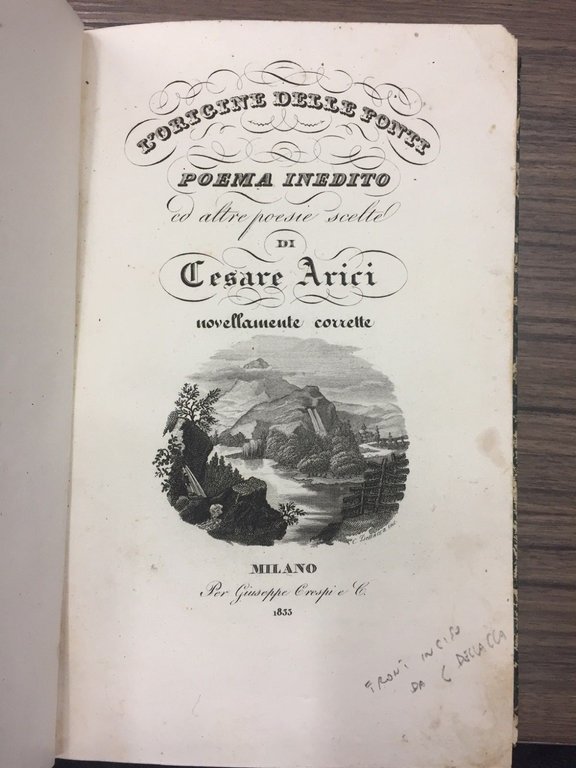 L'ORIGINE DELLE FONTI
POEMA INEDITO
ed altre poesie scelte
DI
Cesare Arici
novellamente corrette
MILANO
Per Giuseppe Crespi e C.
1833
FRONT INCISO
DA C DELLACLA